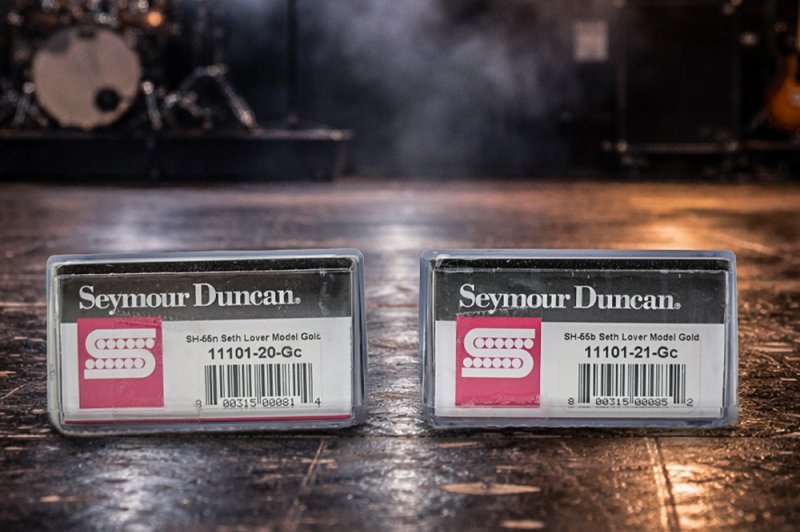 Seymour Duncan®
SH-55n Seth Lover Model Gold
11101-20-Gc
8 00315 00081 4
Seymour Duncan®
SH-55b Seth Lover Model Gold
11101-21-Gc
8 00315 00085 2